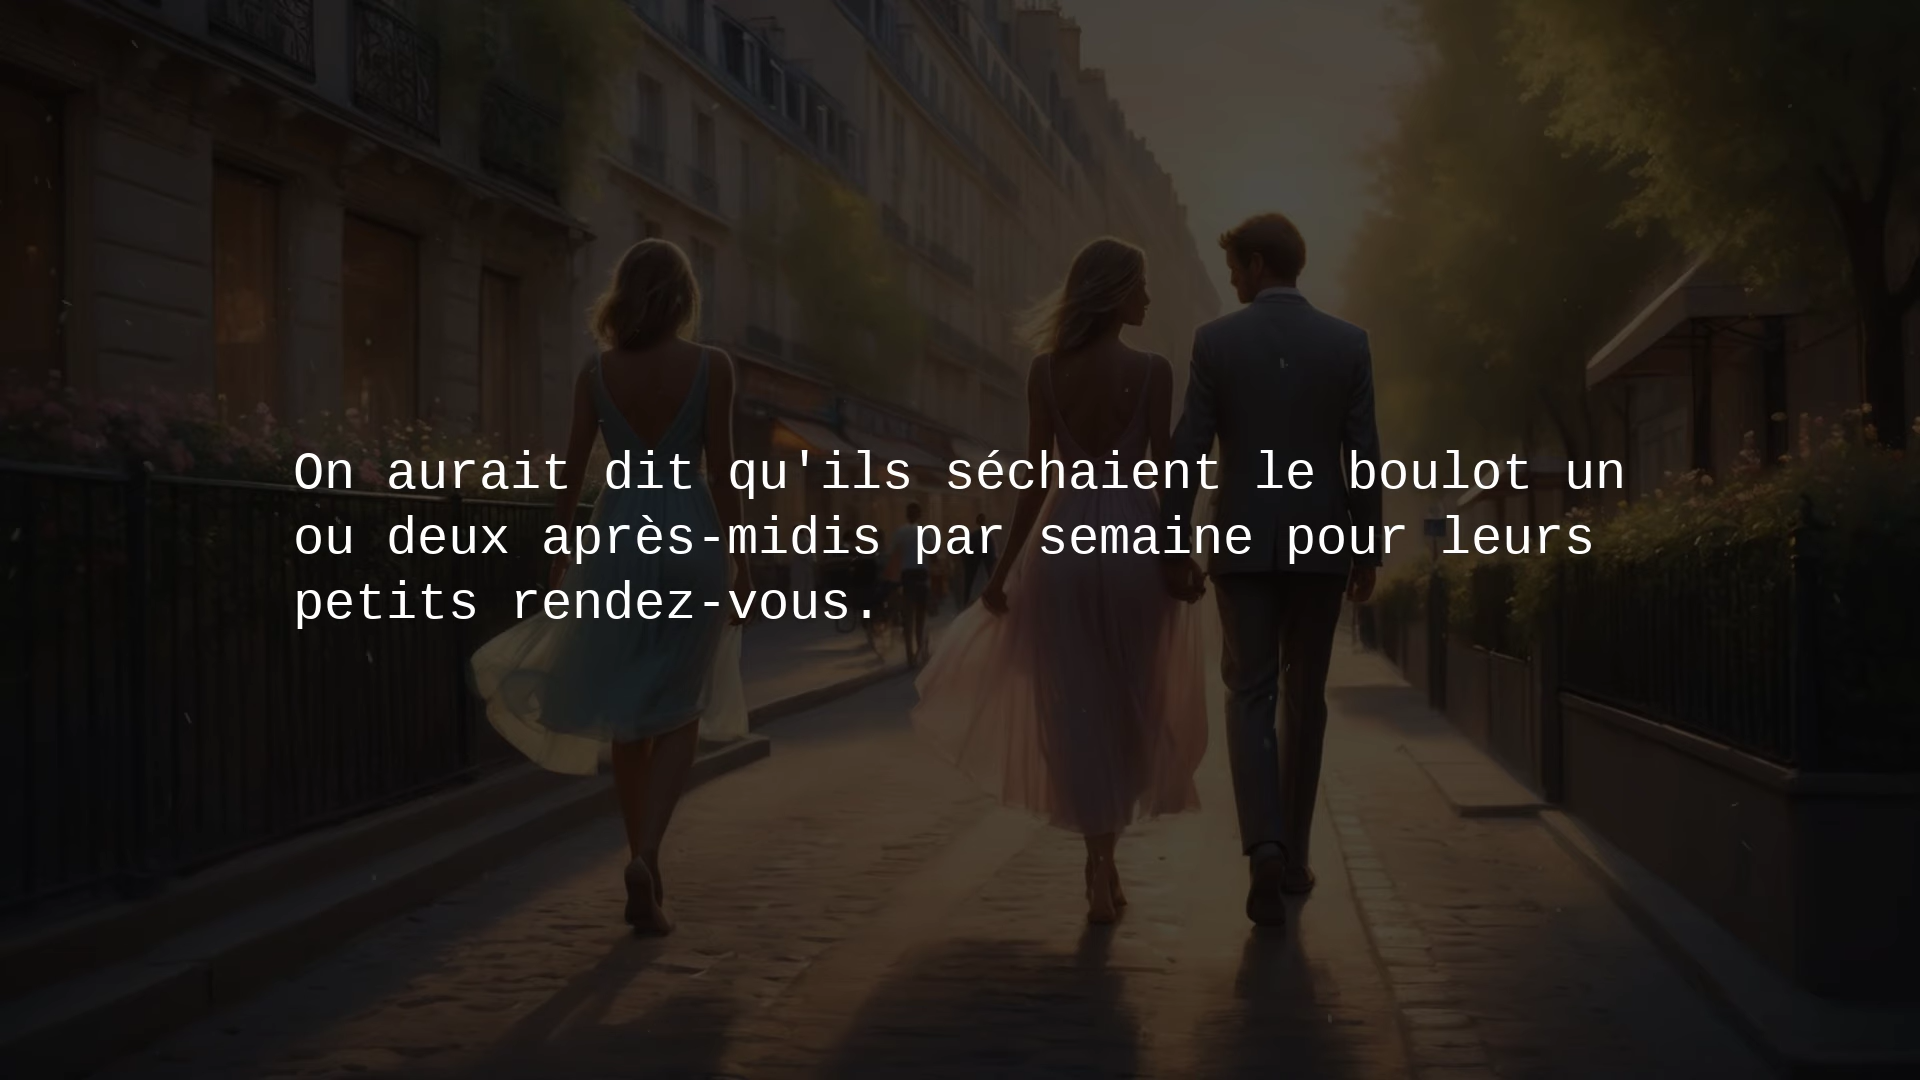 On aurait dit qu'ils séchaient le boulot un
ou deux après-midis par semaine pour leurs
petits rendez-vous.